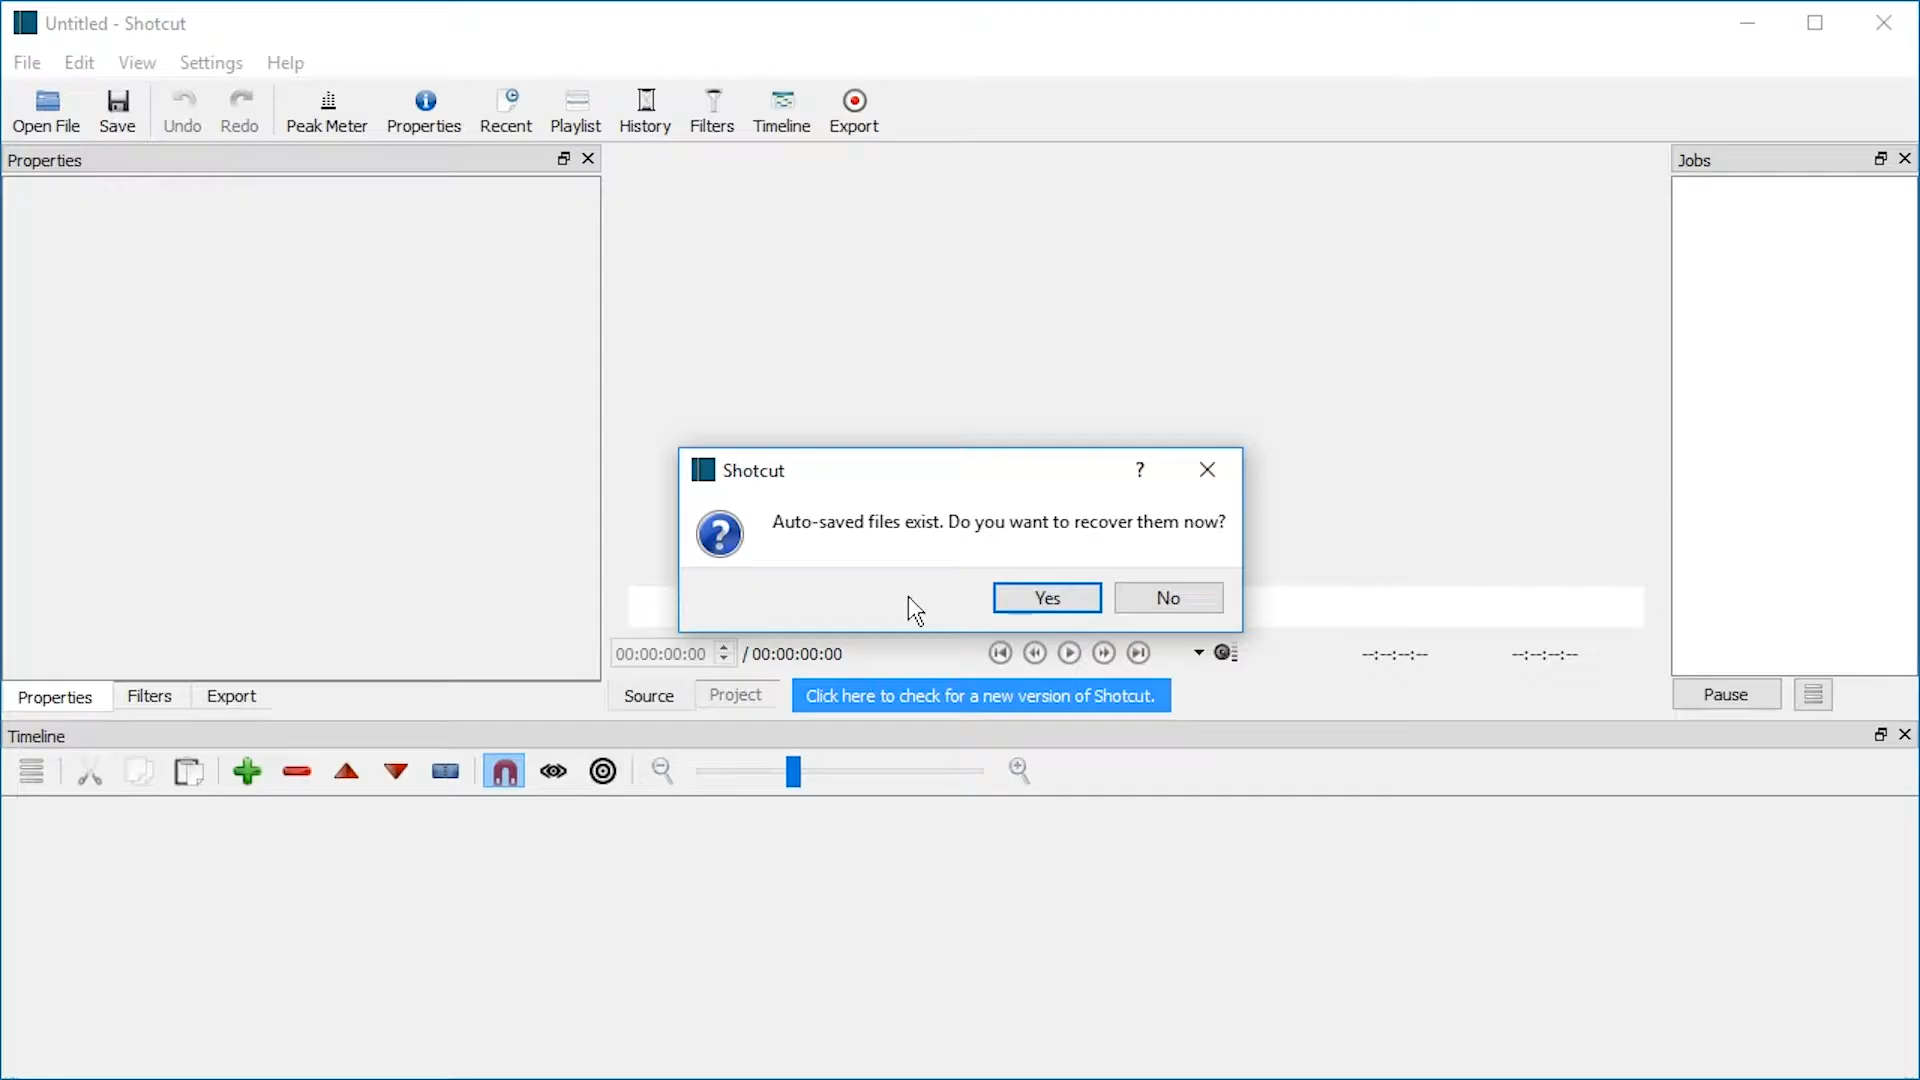 Untitled - Shotcut
File Edit View Settings Help
Open File Save Undo Redo Peak Meter Properties Recent Playlist History Filters Timeline Export
Properties
Jobs
Shotcut
?
Auto-saved files exist. Do you want to recover them now?
Yes No
00:00:00:00 / 00:00:00:00 --:--:--:-- --:--:--:--
Properties Filters Export
Source Project Click here to check for a new version of Shotcut.
Pause
Timeline